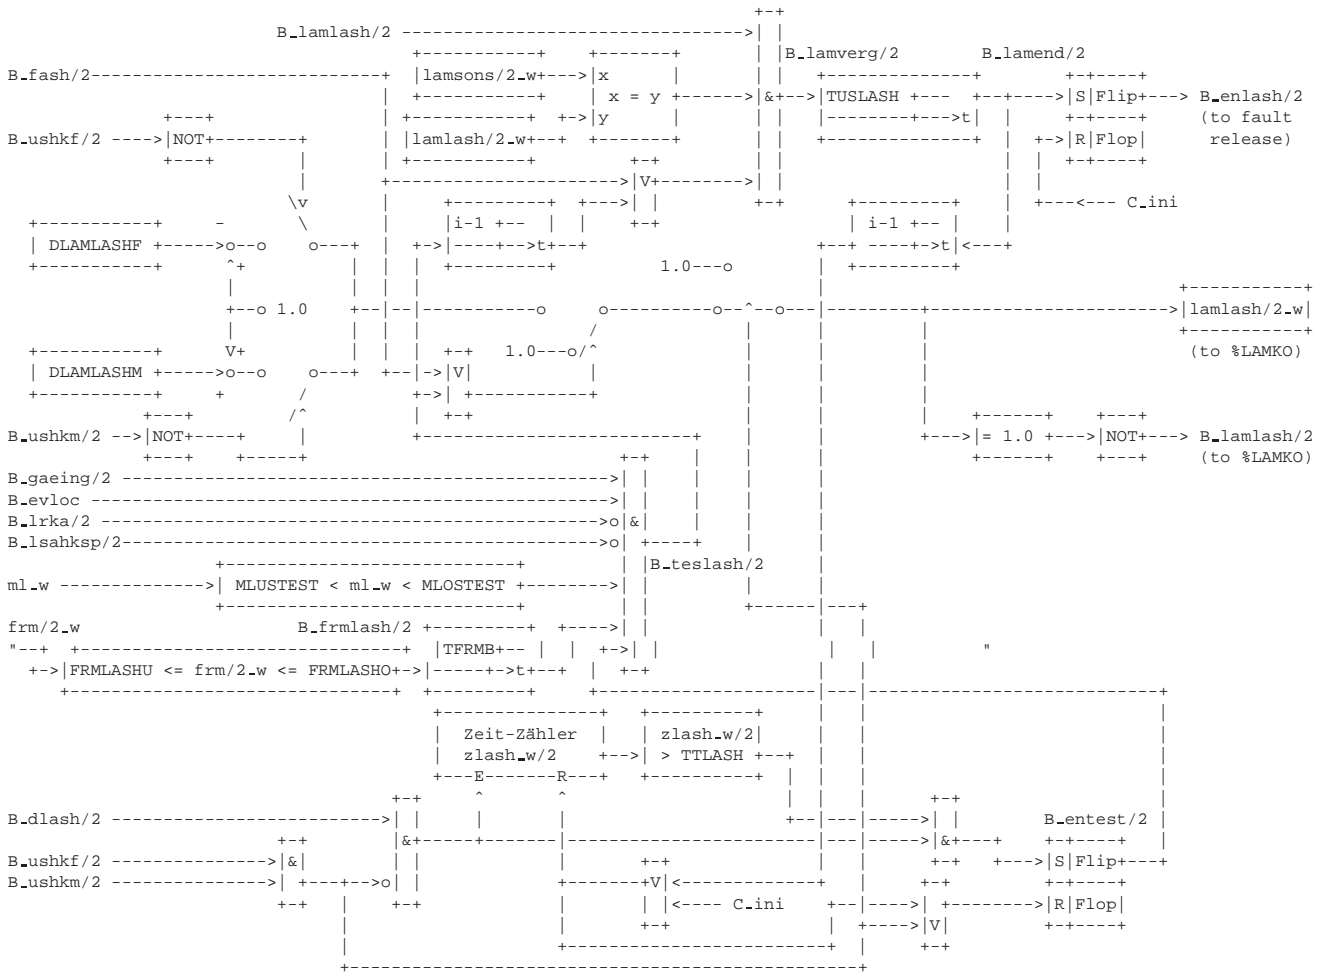 B_lamlash/2
B_lamverg/2 B_lamend/2
B_fash/2 lamsons/2_w x
x = y & TUSLASH S Flip B_enlash/2
y t (to fault
B_ushkf/2 NOT lamlash/2_w R Flop release)
V
C_ini
i-1 i-1
DLAMLASHF t t
1.0
1.0 lamlash/2_w
1.0 (to %LAMKO)
DLAMLASHM V
B_ushkm/2 NOT = 1.0 NOT B_lamlash/2
(to %LAMKO)
B_gaeing/2
B_evloc
B_lrka/2 &
B_lsahksp/2
B_teslash/2
ml_w MLUSTEST < ml_w < MLOSTEST
frm/2_w B_frmlash/2
" TFRMB "
FRMLASHU <= frm/2_w <= FRMLASHO t
Zeit-Zähler zlash_w/2
zlash_w/2 > TTLASH
E R
B_dlash/2 B_entest/2
& &
B_ushkf/2 & S Flip
B_ushkm/2 V
C_ini R Flop
V